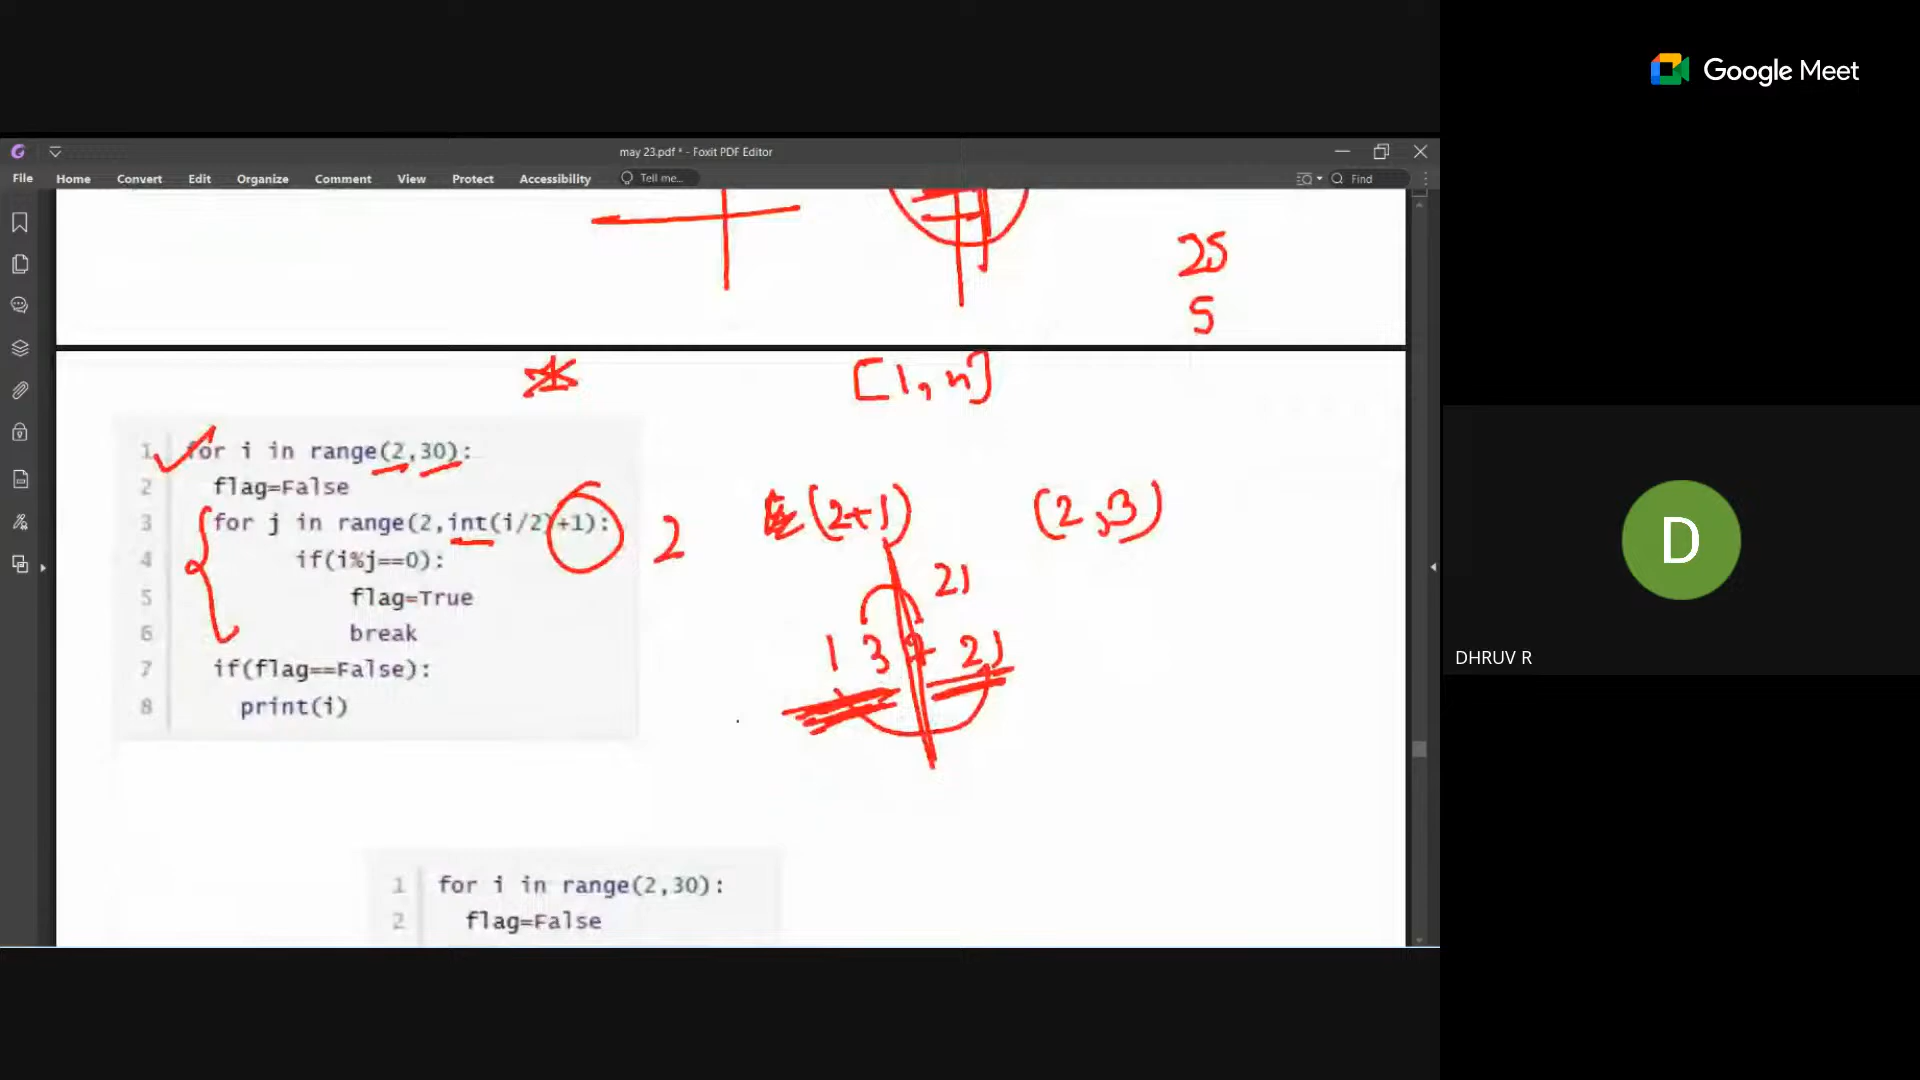 Google Meet
may 23.pdf * - Foxit PDF Editor
File Home Convert Edit Organize Comment View Protect Accessibility Tell me... Find
25
5
[1, n]
1 for i in range(2,30):
2 flag=False
3 for j in range(2,int(i/2)+1):
4 if(i%j==0):
5 flag=True
6 break
7 if(flag==False):
8 print(i)
2 (2+1) (2,3)
21
1 3 7 21
1 for i in range(2,30):
2 flag=False
D
DHRUV R